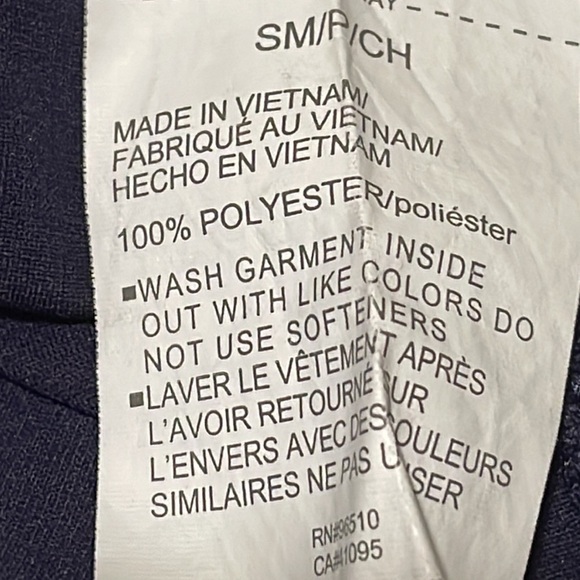 SM/P/CH
MADE IN VIETNAM/
FABRIQUÉ AU VIETNAM/
HECHO EN VIETNAM
100% POLYESTER/poliéster
■WASH GARMENT INSIDE
OUT WITH LIKE COLORS DO
NOT USE SOFTENERS
■LAVER LE VÊTEMENT APRÈS
L'AVOIR RETOURNÉ SUR
L'ENVERS AVEC DES COULEURS
SIMILAIRES NE PAS
RN#96510
CA#41095